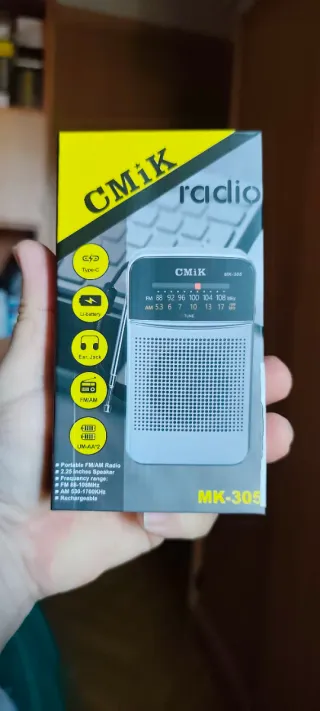 CMiK
radio
Type-C
Li-battery
Ear Jack
FM/AM
UM-AA*2
CMiK
MK-305
FM 88 92 96 100 104 108 MHz
AM 53 6 7 10 13 17
TUNE
Portable FM/AM Radio
2.25 Inches Speaker
Frequency range:
FM 88-108MHz
AM 530-1700KHz
Rechargeable
MK-305